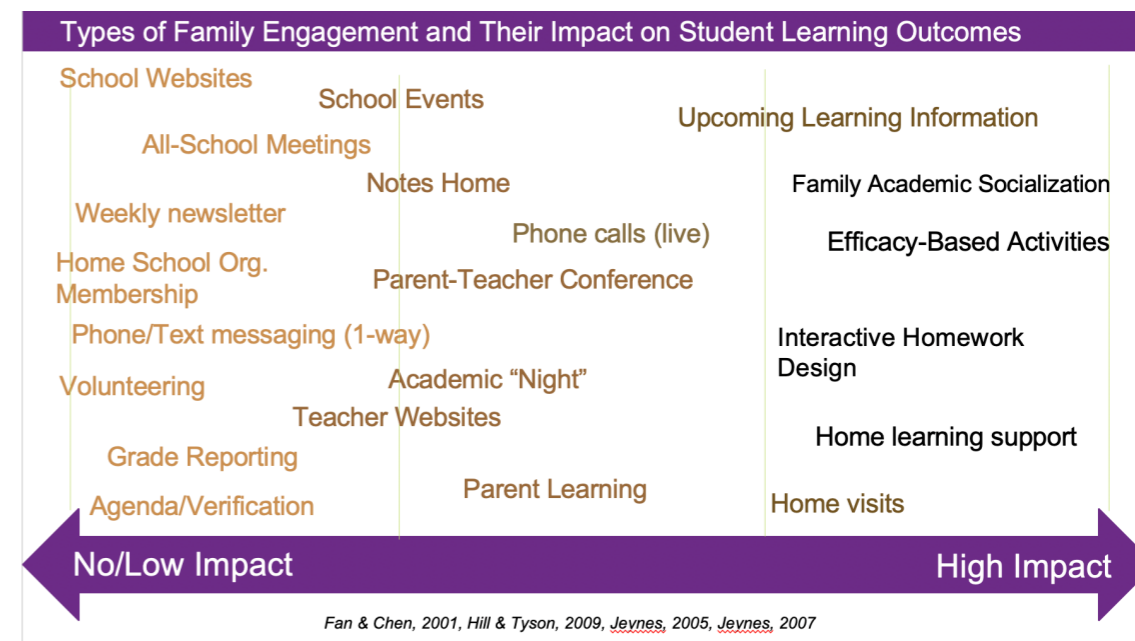 Types of Family Engagement and Their Impact on Student Learning Outcomes
School Websites
School Events
Upcoming Learning Information
All-School Meetings
Notes Home
Family Academic Socialization
Weekly newsletter
Phone calls (live)
Efficacy-Based Activities
Home School Org.
Membership
Parent-Teacher Conference
Phone/Text messaging (1-way)
Interactive Homework
Design
Volunteering
Academic “Night”
Teacher Websites
Home learning support
Grade Reporting
Parent Learning
Agenda/Verification
Home visits
No/Low Impact
High Impact
Fan & Chen, 2001, Hill & Tyson, 2009, Jeynes, 2005, Jeynes, 2007